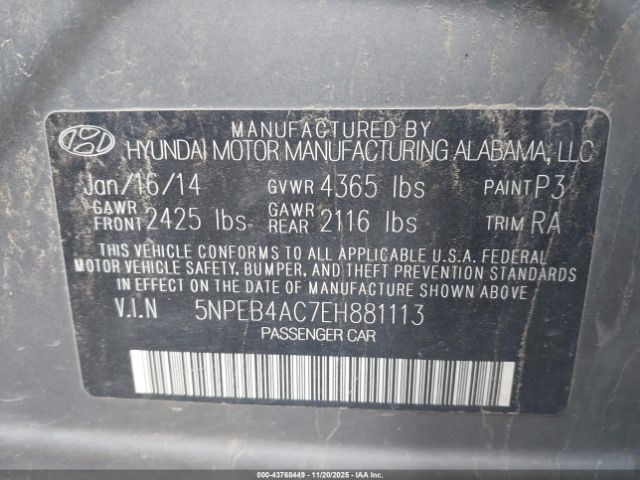 MANUFACTURED BY
HYUNDAI MOTOR MANUFACTURING ALABAMA, LLC
Jan/16/14 GVWR 4365 lbs PAINT P3
GAWR FRONT 2425 lbs GAWR REAR 2116 lbs TRIM RA
THIS VEHICLE CONFORMS TO ALL APPLICABLE U.S.A. FEDERAL
MOTOR VEHICLE SAFETY, BUMPER, AND THEFT PREVENTION STANDARDS
IN EFFECT ON THE DATE OF MANUFACTURE SHOWN ABOVE
V.I.N 5NPEB4AC7EH881113
PASSENGER CAR
000-43768449 - 11/20/2025 - COPYRIGHT IAA, LLC.